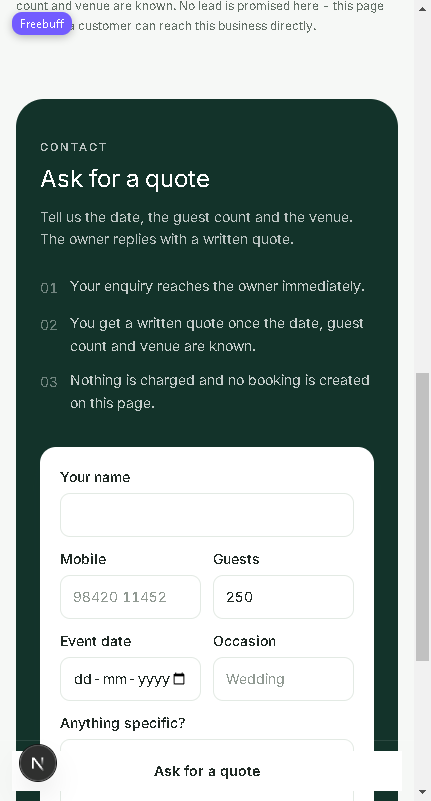 count and venue are known. No lead is promised here - this page
Freebuff
a customer can reach this business directly.
CONTACT
Ask for a quote
Tell us the date, the guest count and the venue.
The owner replies with a written quote.
01 Your enquiry reaches the owner immediately.
02 You get a written quote once the date, guest
count and venue are known.
03 Nothing is charged and no booking is created
on this page.
Your name
Mobile Guests
98420 11452 250
Event date Occasion
dd-mm-yyyy Wedding
Anything specific?
N
Ask for a quote